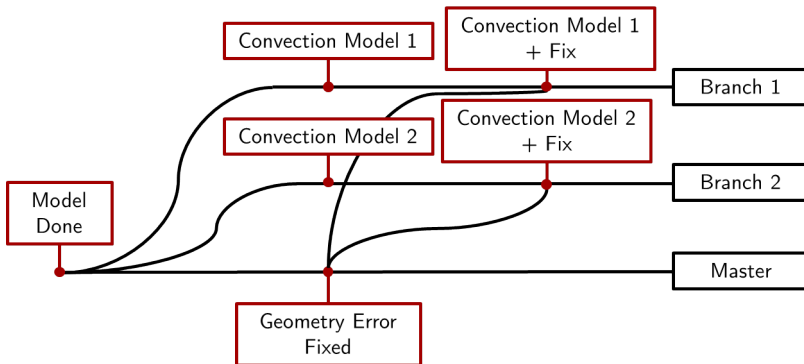 Convection Model 1
Convection Model 1
+ Fix
Branch 1
Convection Model 2
Convection Model 2
+ Fix
Branch 2
Model
Done
Master
Geometry Error
Fixed